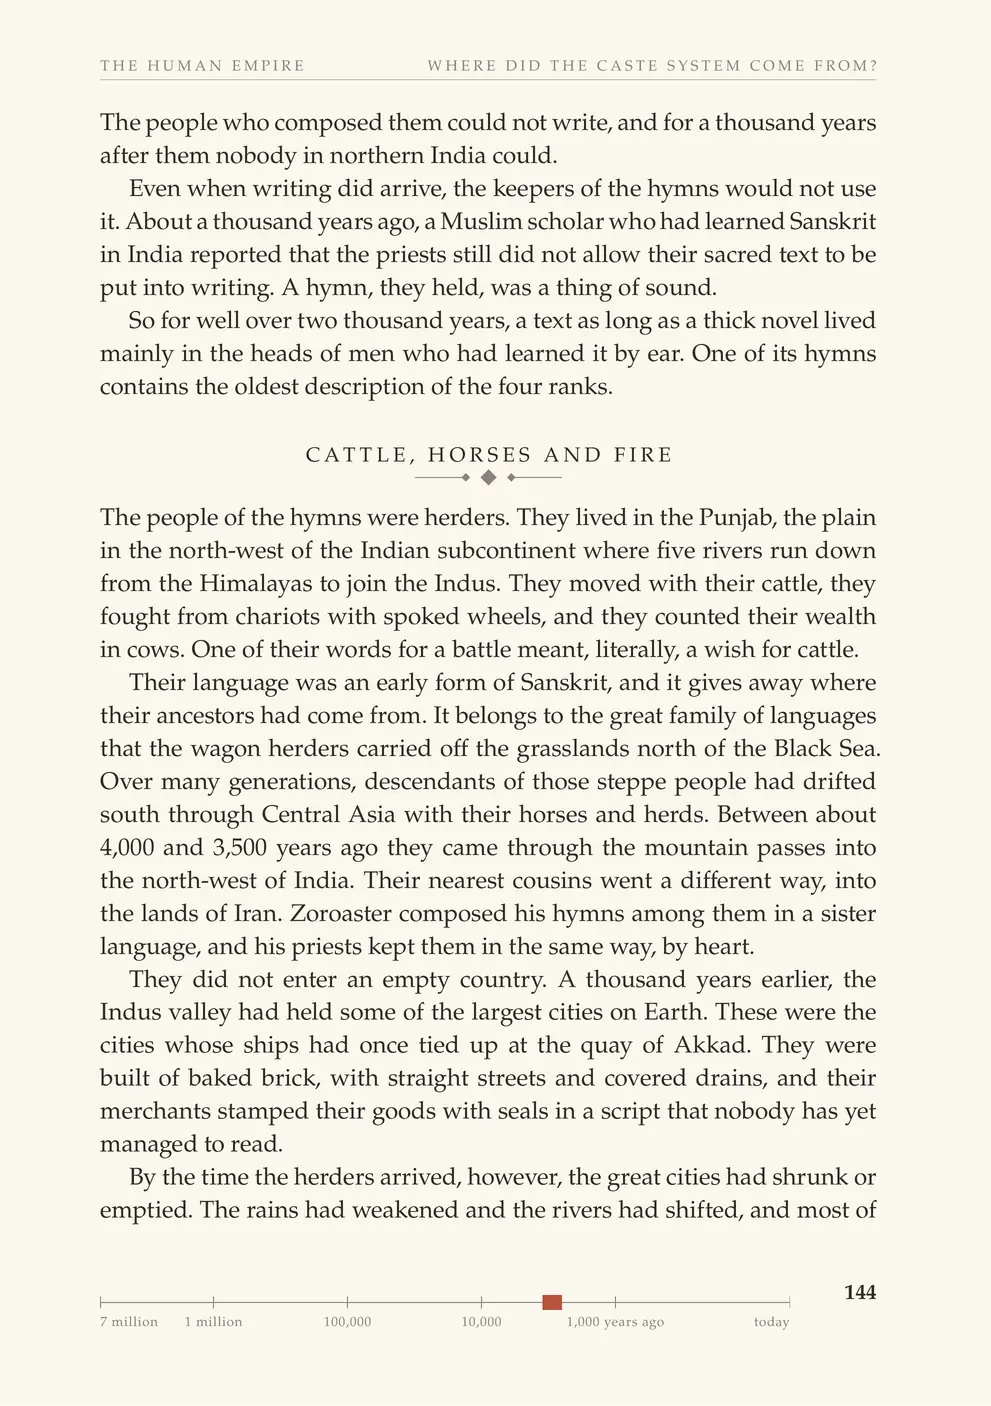 THE HUMAN EMPIRE
WHERE DID THE CASTE SYSTEM COME FROM?
The people who composed them could not write, and for a thousand years
after them nobody in northern India could.
Even when writing did arrive, the keepers of the hymns would not use
it. About a thousand years ago, a Muslim scholar who had learned Sanskrit
in India reported that the priests still did not allow their sacred text to be
put into writing. A hymn, they held, was a thing of sound.
So for well over two thousand years, a text as long as a thick novel lived
mainly in the heads of men who had learned it by ear. One of its hymns
contains the oldest description of the four ranks.
CATTLE, HORSES AND FIRE
The people of the hymns were herders. They lived in the Punjab, the plain
in the north-west of the Indian subcontinent where five rivers run down
from the Himalayas to join the Indus. They moved with their cattle, they
fought from chariots with spoked wheels, and they counted their wealth
in cows. One of their words for a battle meant, literally, a wish for cattle.
Their language was an early form of Sanskrit, and it gives away where
their ancestors had come from. It belongs to the great family of languages
that the wagon herders carried off the grasslands north of the Black Sea.
Over many generations, descendants of those steppe people had drifted
south through Central Asia with their horses and herds. Between about
4,000 and 3,500 years ago they came through the mountain passes into
the north-west of India. Their nearest cousins went a different way, into
the lands of Iran. Zoroaster composed his hymns among them in a sister
language, and his priests kept them in the same way, by heart.
They did not enter an empty country. A thousand years earlier, the
Indus valley had held some of the largest cities on Earth. These were the
cities whose ships had once tied up at the quay of Akkad. They were
built of baked brick, with straight streets and covered drains, and their
merchants stamped their goods with seals in a script that nobody has yet
managed to read.
By the time the herders arrived, however, the great cities had shrunk or
emptied. The rains had weakened and the rivers had shifted, and most of
144
7 million 1 million 100,000 10,000 1,000 years ago today